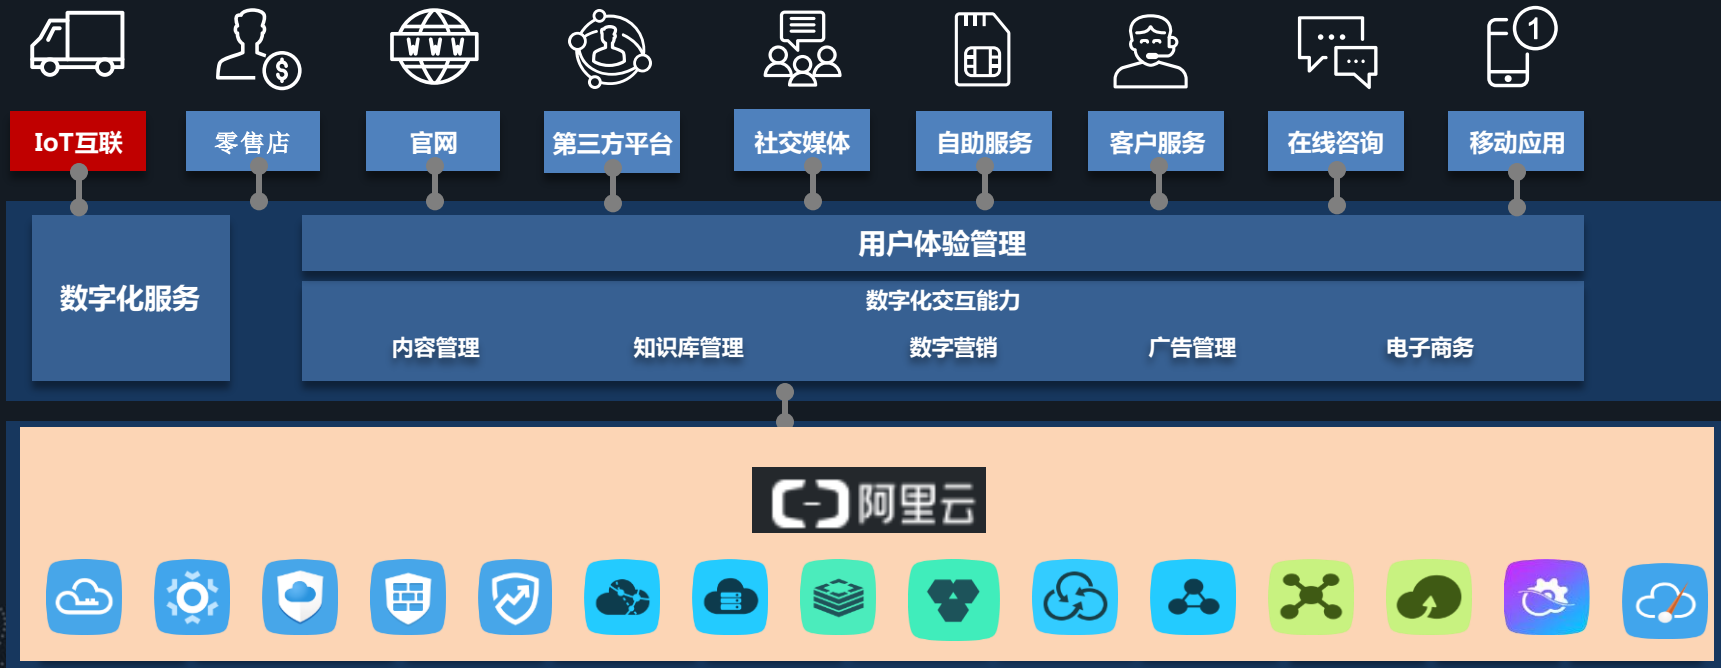 WWW
$
1
IoT互联
零售店
官网
第三方平台
社交媒体
自助服务
客户服务
在线咨询
移动应用
数字化服务
用户体验管理
数字化交互能力
内容管理
知识库管理
数字营销
广告管理
电子商务
阿里云